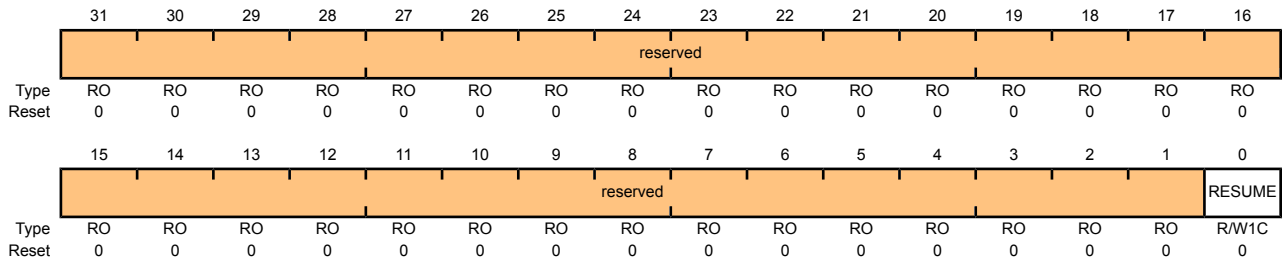 31 30 29 28 27 26 25 24 23 22 21 20 19 18 17 16
reserved
Type RO RO RO RO RO RO RO RO RO RO RO RO RO RO RO RO
Reset 0 0 0 0 0 0 0 0 0 0 0 0 0 0 0 0
15 14 13 12 11 10 9 8 7 6 5 4 3 2 1 0
reserved RESUME
Type RO RO RO RO RO RO RO RO RO RO RO RO RO RO RO R/W1C
Reset 0 0 0 0 0 0 0 0 0 0 0 0 0 0 0 0